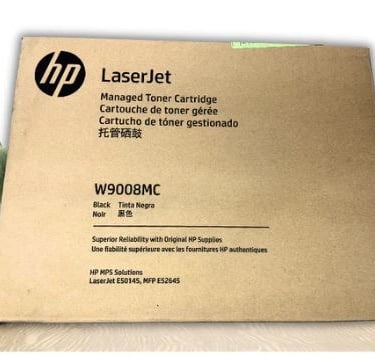 hp
LaserJet
Managed Toner Cartridge
Cartouche de toner gérée
Cartucho de tóner gestionado
托管硒鼓
W9008MC
Black Tinta Negra
Noir 黑色
Superior Reliability with Original HP Supplies
Une fiabilité supérieure avec les fournitures HP authentiques
HP MPS Solutions
LaserJet E50145, MFP E52645